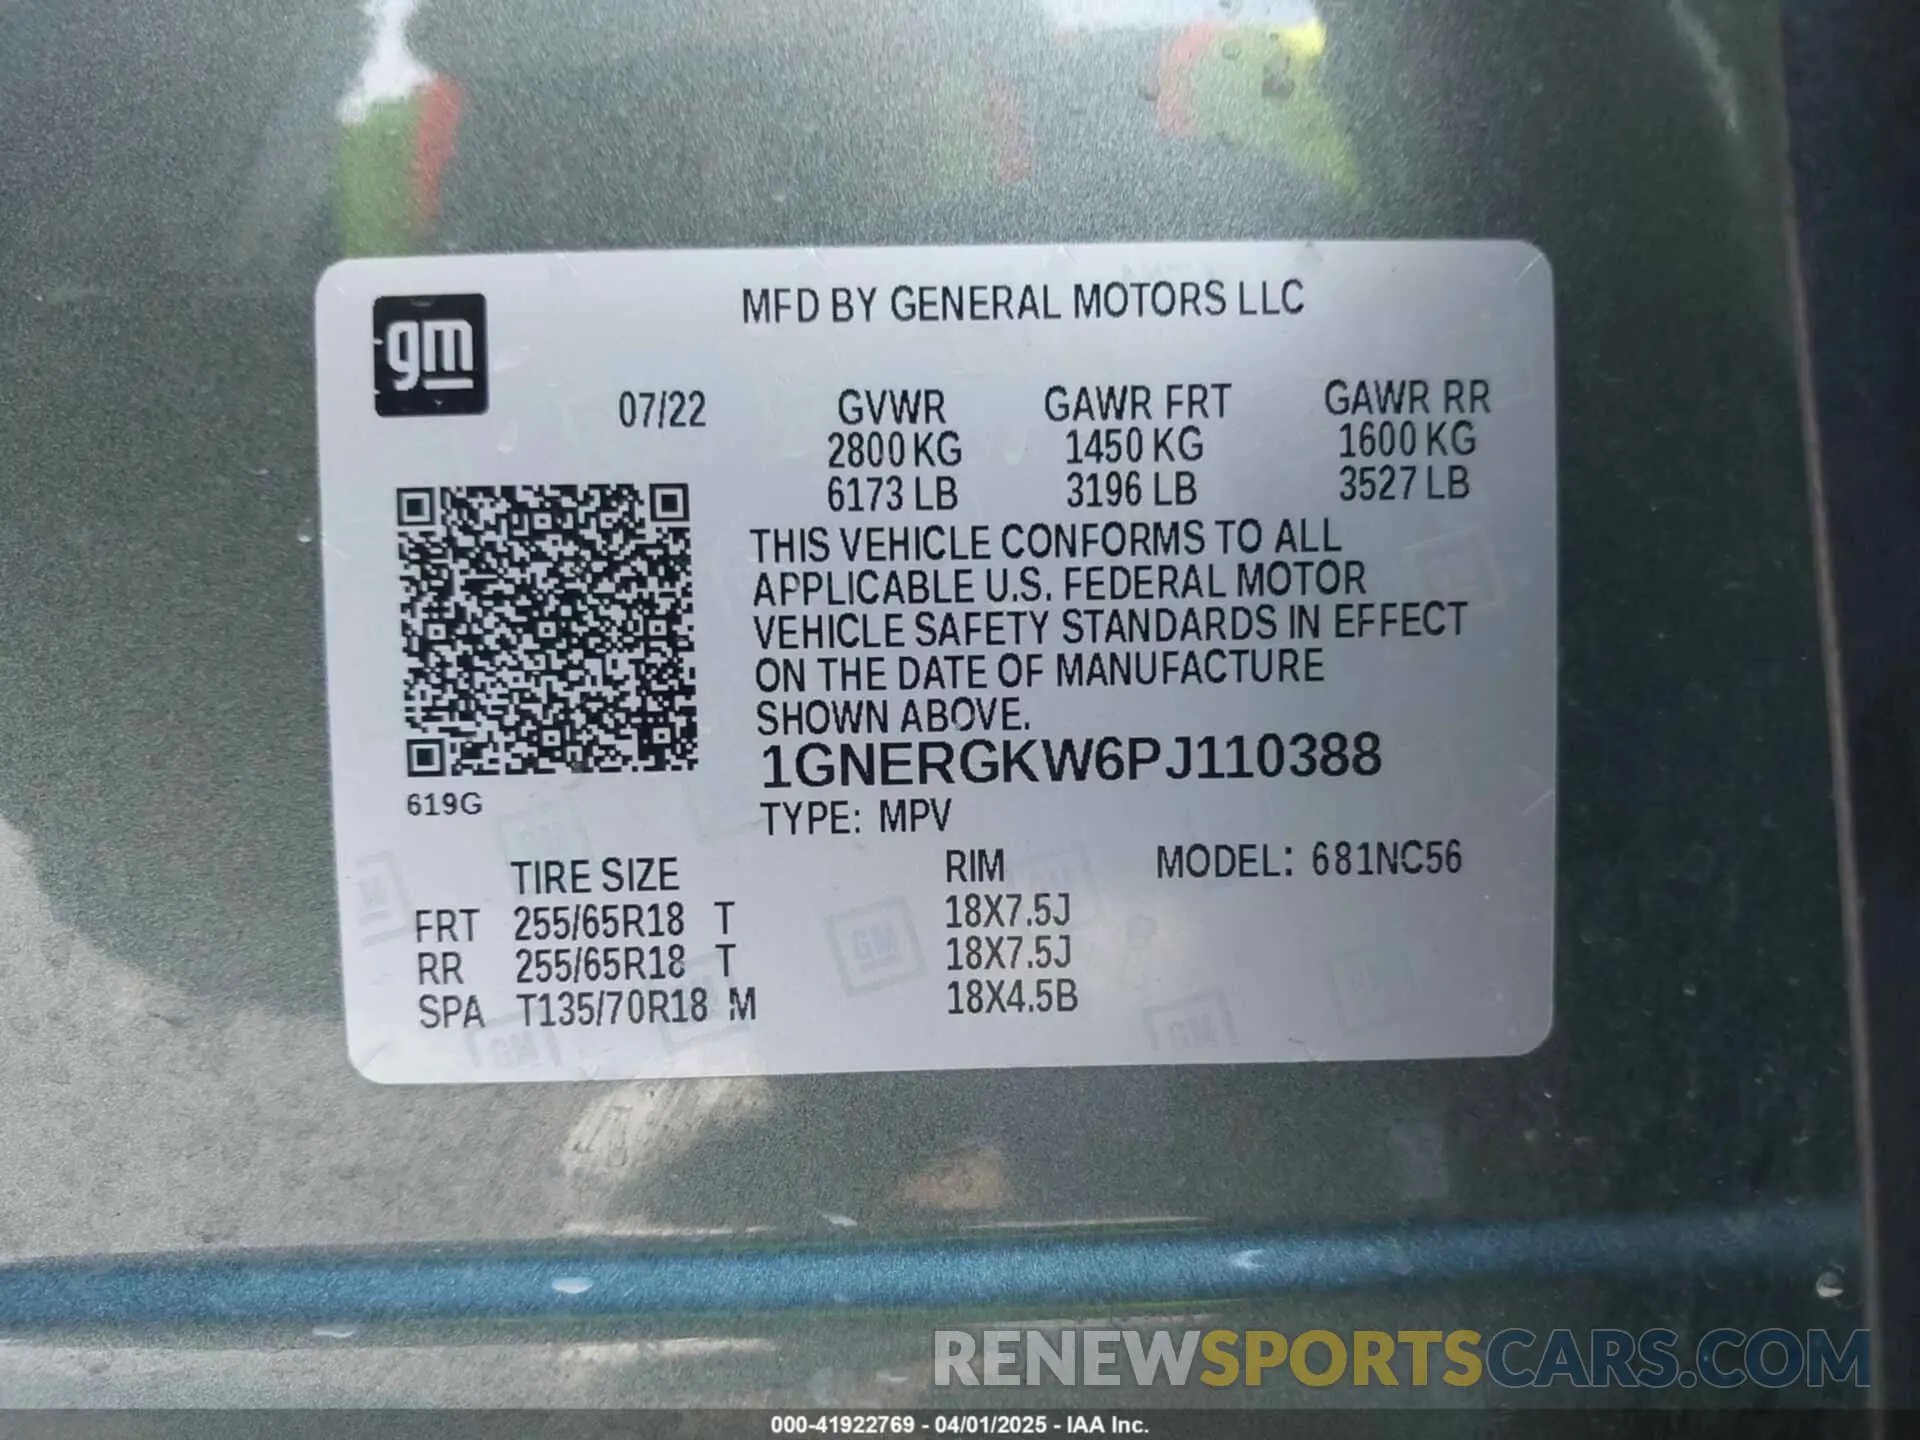 MFD BY GENERAL MOTORS LLC
gm
07/22 GVWR GAWR FRT GAWR RR
2800 KG 1450 KG 1600 KG
6173 LB 3196 LB 3527 LB
THIS VEHICLE CONFORMS TO ALL
APPLICABLE U.S. FEDERAL MOTOR
VEHICLE SAFETY STANDARDS IN EFFECT
ON THE DATE OF MANUFACTURE
SHOWN ABOVE.
1GNERGKW6PJ110388
619G
TYPE: MPV
TIRE SIZE RIM MODEL: 681NC56
FRT 255/65R18 T 18X7.5J
RR 255/65R18 T 18X7.5J
SPA T135/70R18 M 18X4.5B
GM
GM
GM
RENEWSPORTSCARS.COM
000-41922769 - 04/01/2025 - IAA Inc.